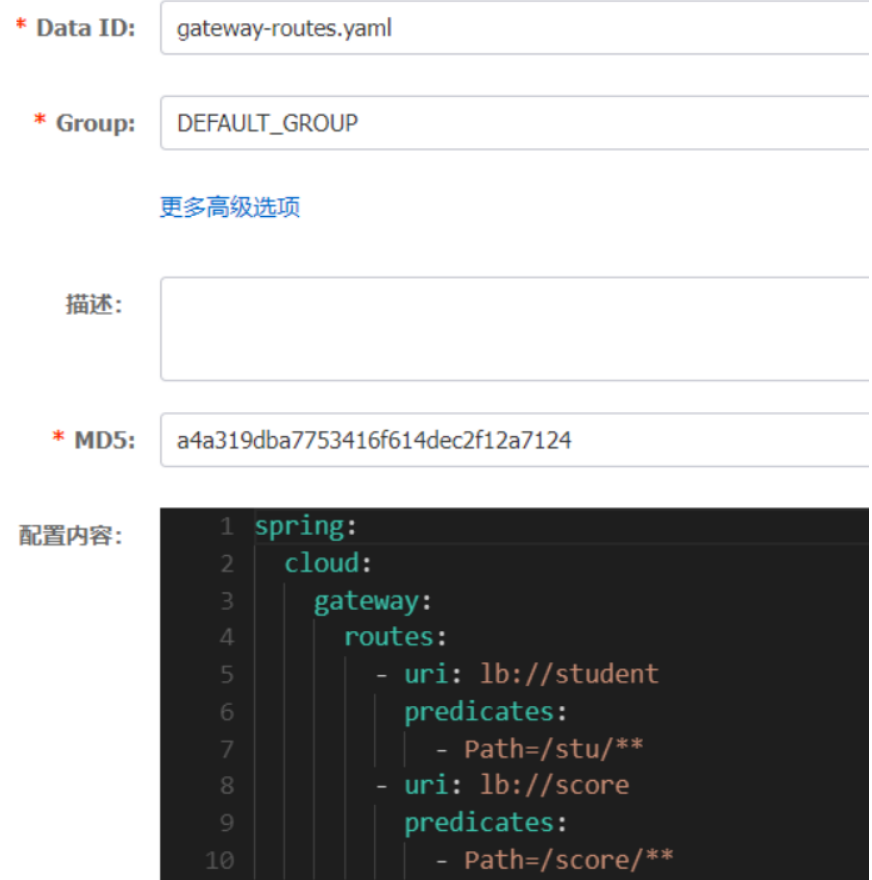 * Data ID: gateway-routes.yaml
* Group: DEFAULT_GROUP
更多高级选项
描述:
* MD5: a4a319dba7753416f614dec2f12a7124
配置内容:
1 spring:
2   cloud:
3     gateway:
4       routes:
5         - uri: lb://student
6           predicates:
7             - Path=/stu/**
8         - uri: lb://score
9           predicates:
10             - Path=/score/**